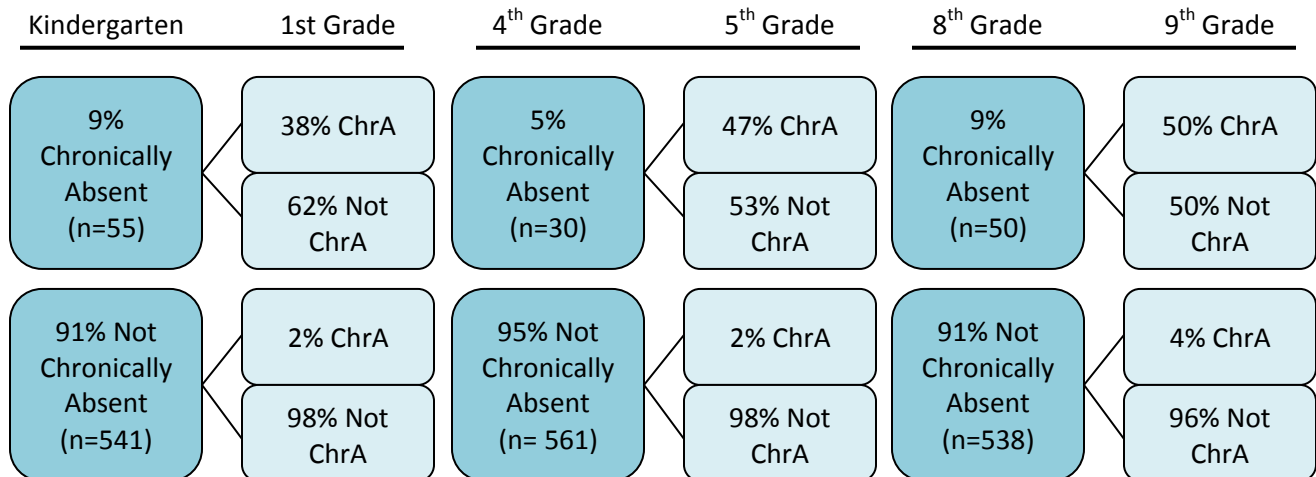 Kindergarten
1st Grade
4th Grade
5th Grade
8th Grade
9th Grade
9%
Chronically
Absent
(n=55)
38% ChrA
62% Not
ChrA
5%
Chronically
Absent
(n=30)
47% ChrA
53% Not
ChrA
9%
Chronically
Absent
(n=50)
50% ChrA
50% Not
ChrA
91% Not
Chronically
Absent
(n=541)
2% ChrA
98% Not
ChrA
95% Not
Chronically
Absent
(n= 561)
2% ChrA
98% Not
ChrA
91% Not
Chronically
Absent
(n=538)
4% ChrA
96% Not
ChrA